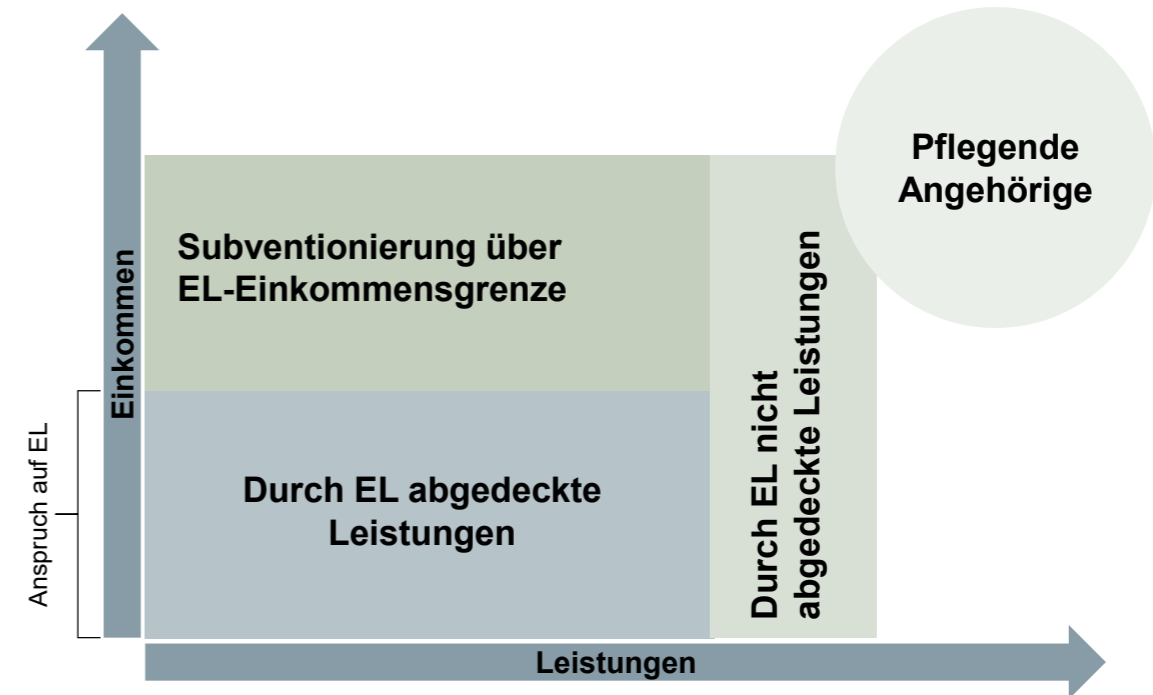 Pflegende
Angehörige
Subventionierung über
EL-Einkommensgrenze
Durch EL abgedeckte
Leistungen
Durch EL nicht
abgedeckte Leistungen
Einkommen
Anspruch auf EL
Leistungen